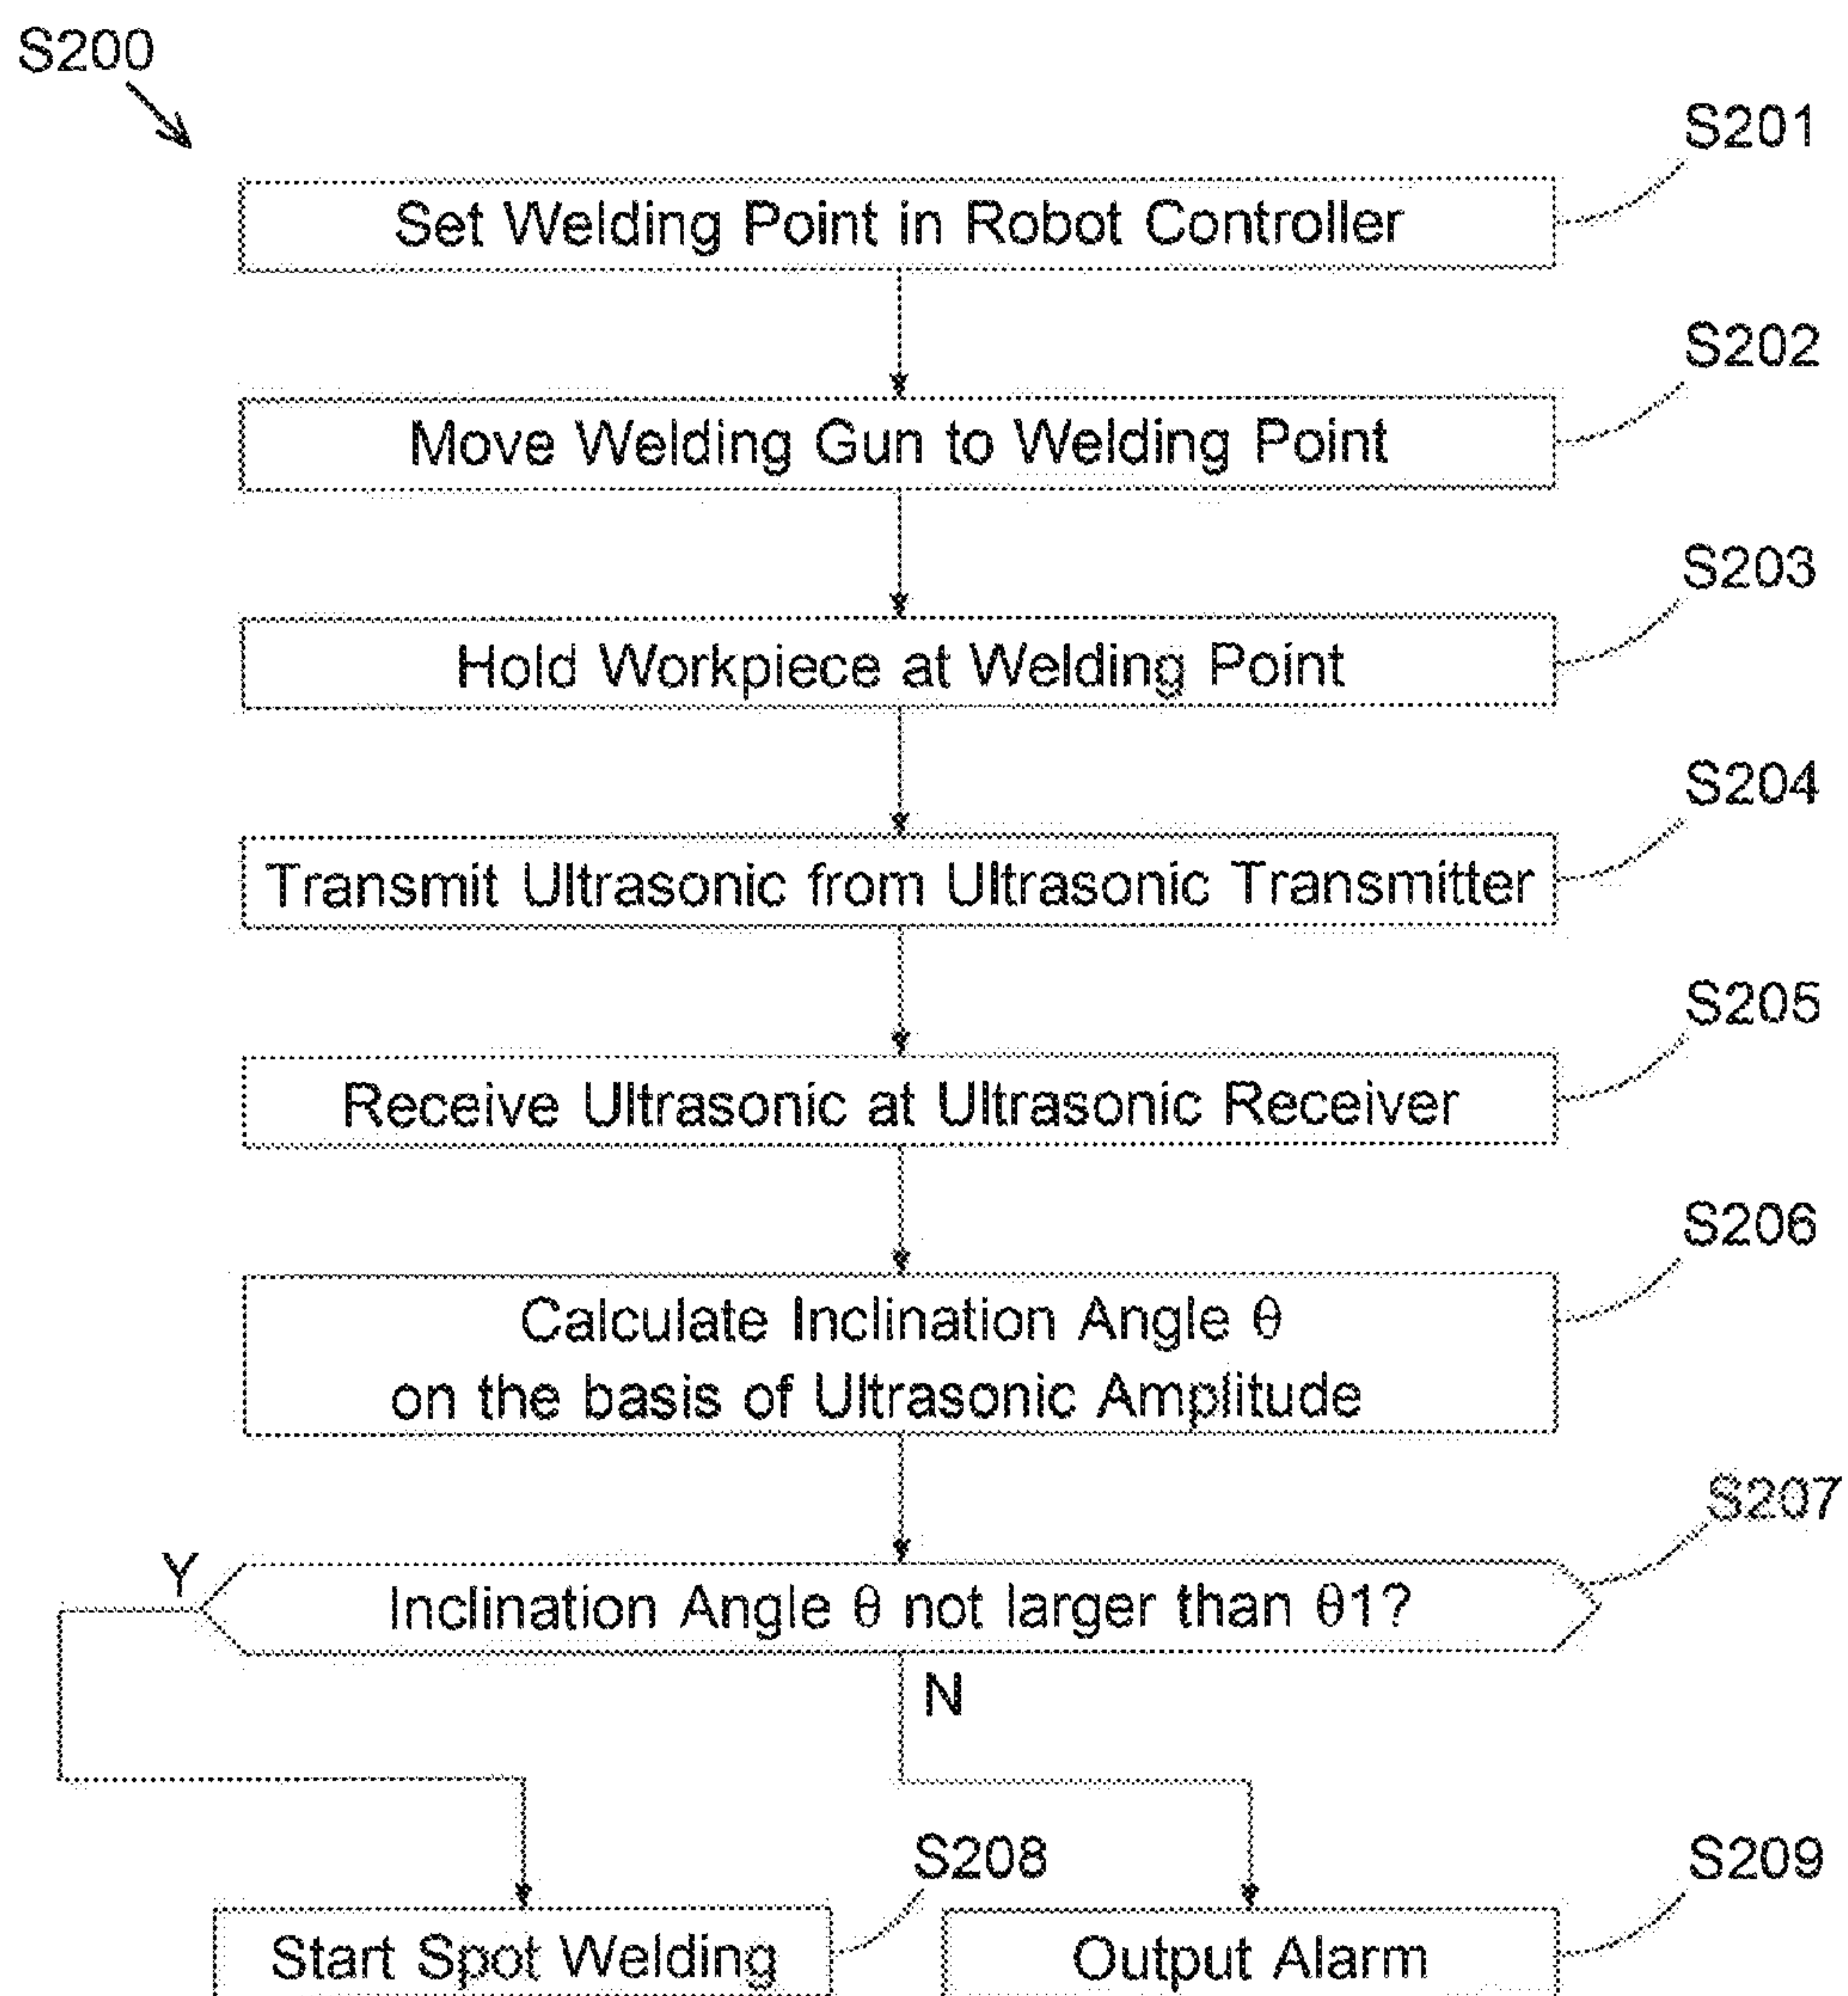 S200
S201
Set Welding Point in Robot Controller
S202
Move Welding Gun to Welding Point
S203
Hold Workpiece at Welding Point
S204
Transmit Ultrasonic from Ultrasonic Transmitter
S205
Receive Ultrasonic at Ultrasonic Receiver
S206
Calculate Inclination Angle θ
on the basis of Ultrasonic Amplitude
S207
Y
Inclination Angle θ not larger than θ1?
N
S208
S209
Start Spot Welding
Output Alarm